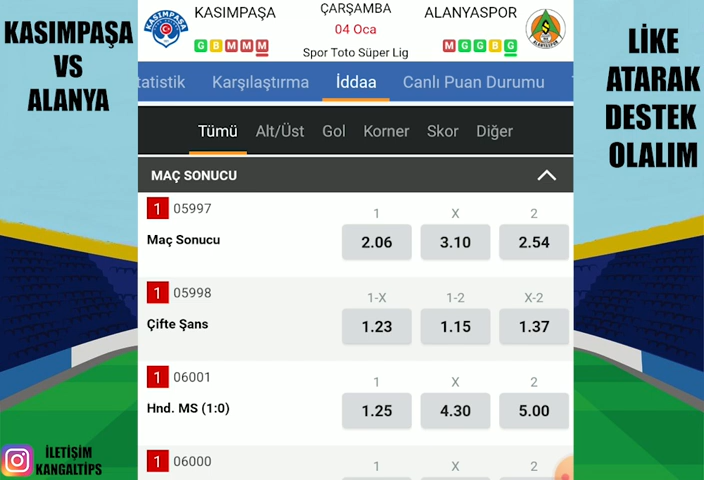 KASIMPAŞA
VS
ALANYA
KASIMPAŞA
KASIMPAŞA
G B M M M
ÇARŞAMBA
04 Oca
Spor Toto Süper Lig
ALANYASPOR
M G G B G
LİKE
ATARAK
DESTEK
OLALIM
tatistik Karşılaştırma İddaa Canlı Puan Durumu
Tümü Alt/Üst Gol Korner Skor Diğer
MAÇ SONUCU
1 05997 1 X 2
Maç Sonucu 2.06 3.10 2.54
1 05998 1-X 1-2 X-2
Çifte Şans 1.23 1.15 1.37
1 06001 1 X 2
Hnd. MS (1:0) 1.25 4.30 5.00
1 06000 1 X 2
İLETİŞİM
KANGALTİPS